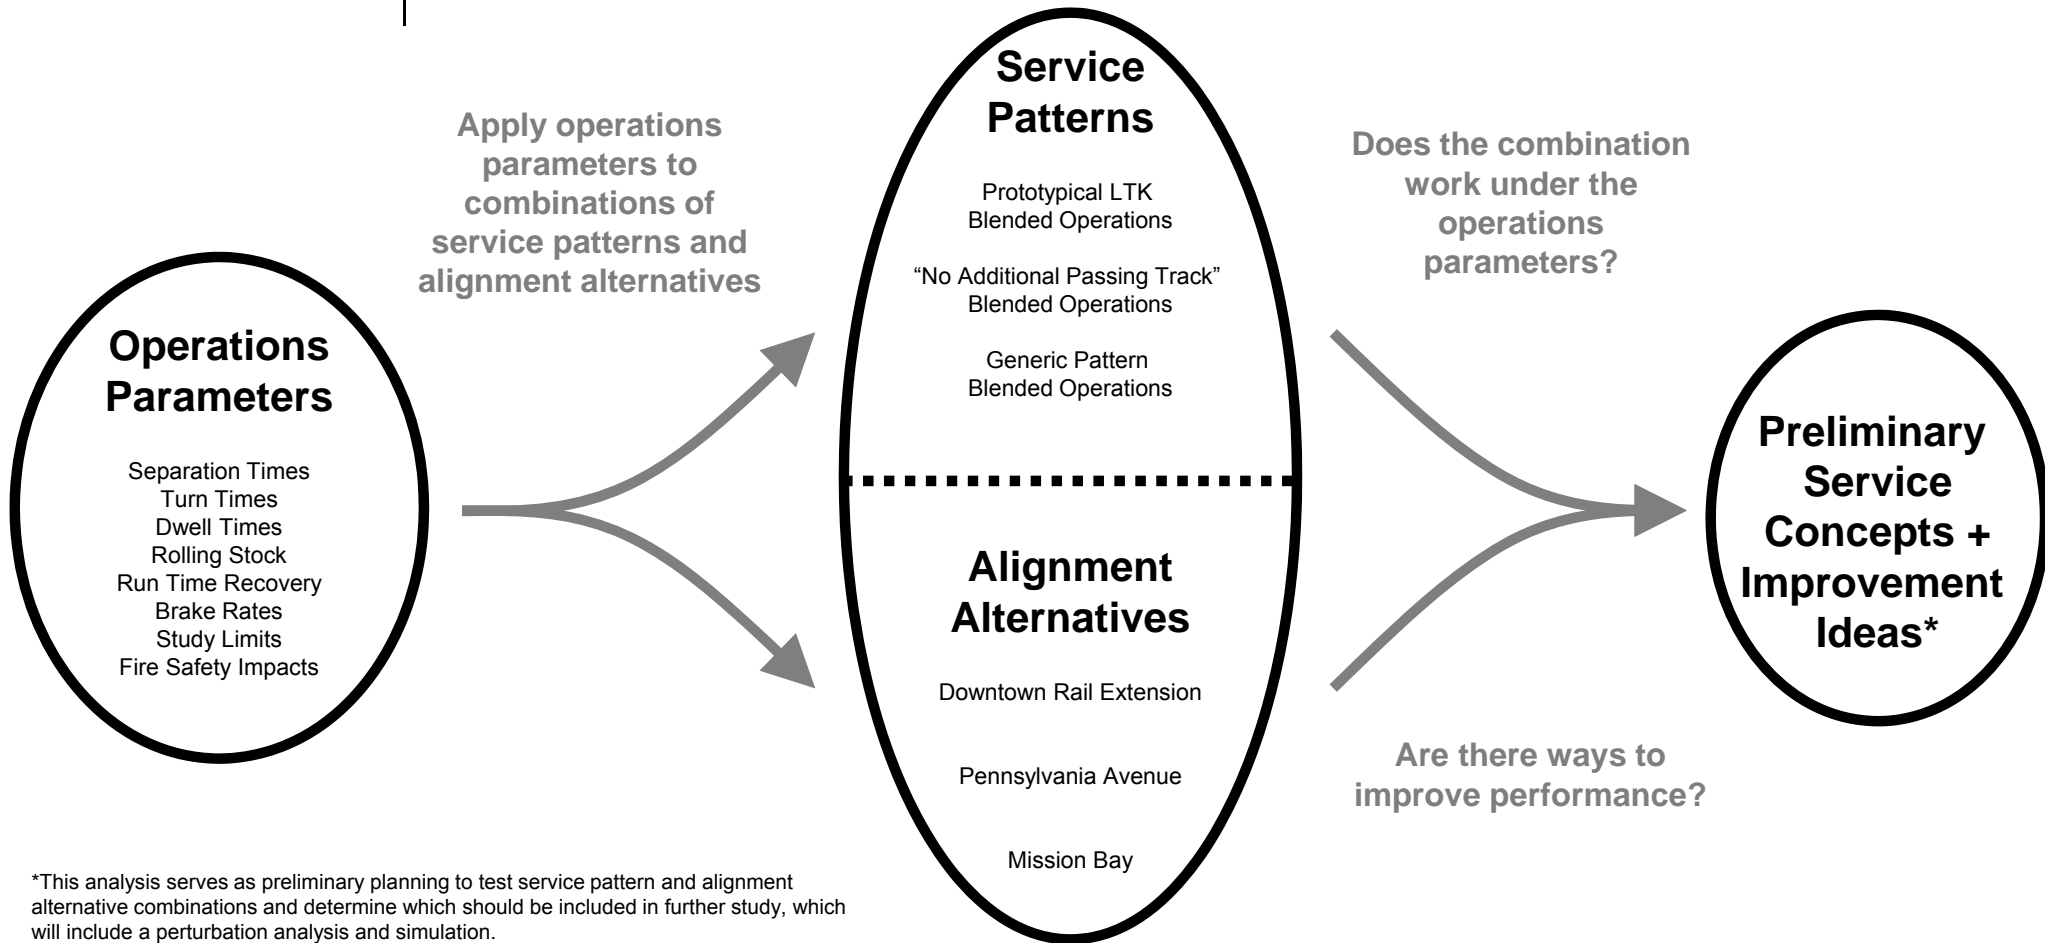 Operations
Parameters
Separation Times
Turn Times
Dwell Times
Rolling Stock
Run Time Recovery
Brake Rates
Study Limits
Fire Safety Impacts
Apply operations
parameters to
combinations of
service patterns and
alignment alternatives
Service
Patterns
Prototypical LTK
Blended Operations
“No Additional Passing Track”
Blended Operations
Generic Pattern
Blended Operations
Alignment
Alternatives
Downtown Rail Extension
Pennsylvania Avenue
Mission Bay
Does the combination
work under the
operations
parameters?
Are there ways to
improve performance?
Preliminary
Service
Concepts +
Improvement
Ideas*
*This analysis serves as preliminary planning to test service pattern and alignment
alternative combinations and determine which should be included in further study, which
will include a perturbation analysis and simulation.